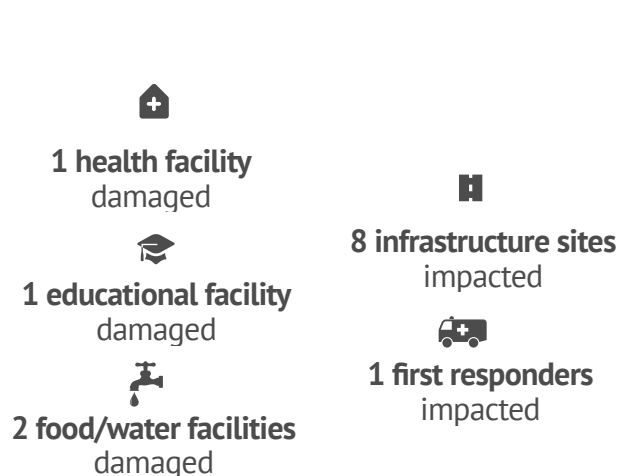 1 health facility
damaged
1 educational facility
damaged
2 food/water facilities
damaged
8 infrastructure sites
impacted
1 first responders
impacted